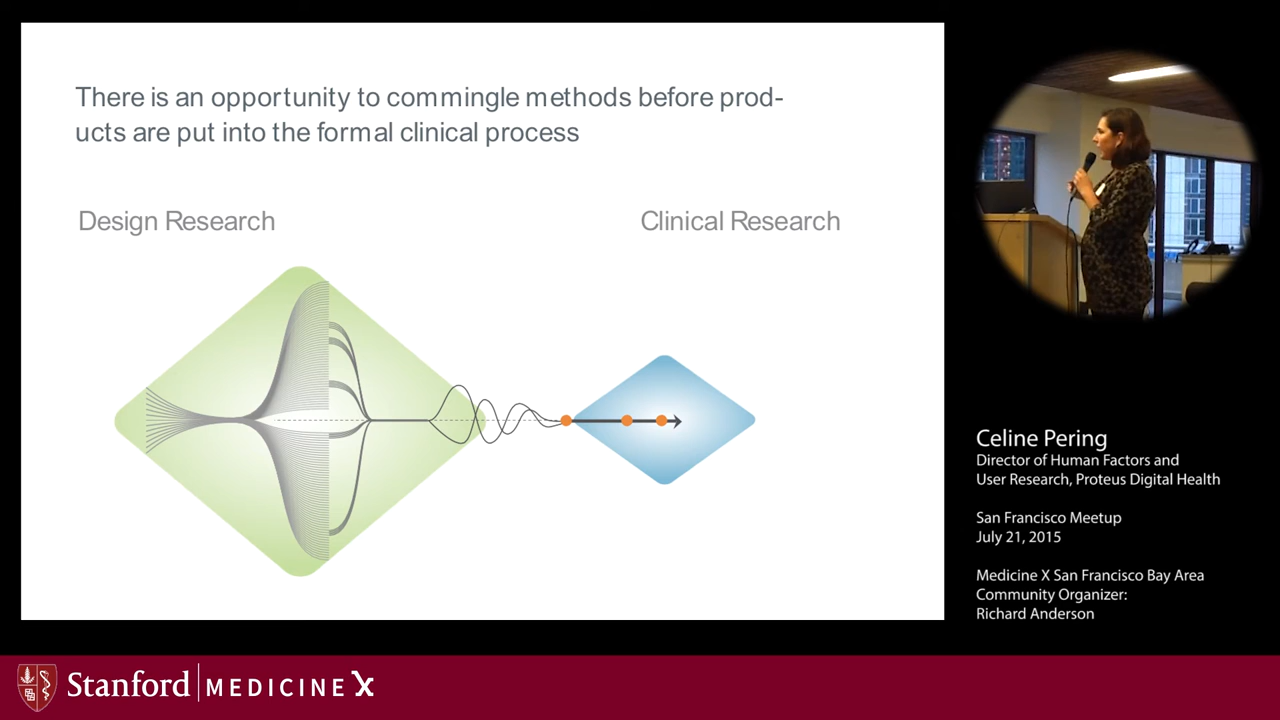 There is an opportunity to commingle methods before prod-
ucts are put into the formal clinical process
Design Research
Clinical Research
Celine Pering
Director of Human Factors and
User Research, Proteus Digital Health
San Francisco Meetup
July 21, 2015
Medicine X San Francisco Bay Area
Community Organizer:
Richard Anderson
Stanford MEDICINE X